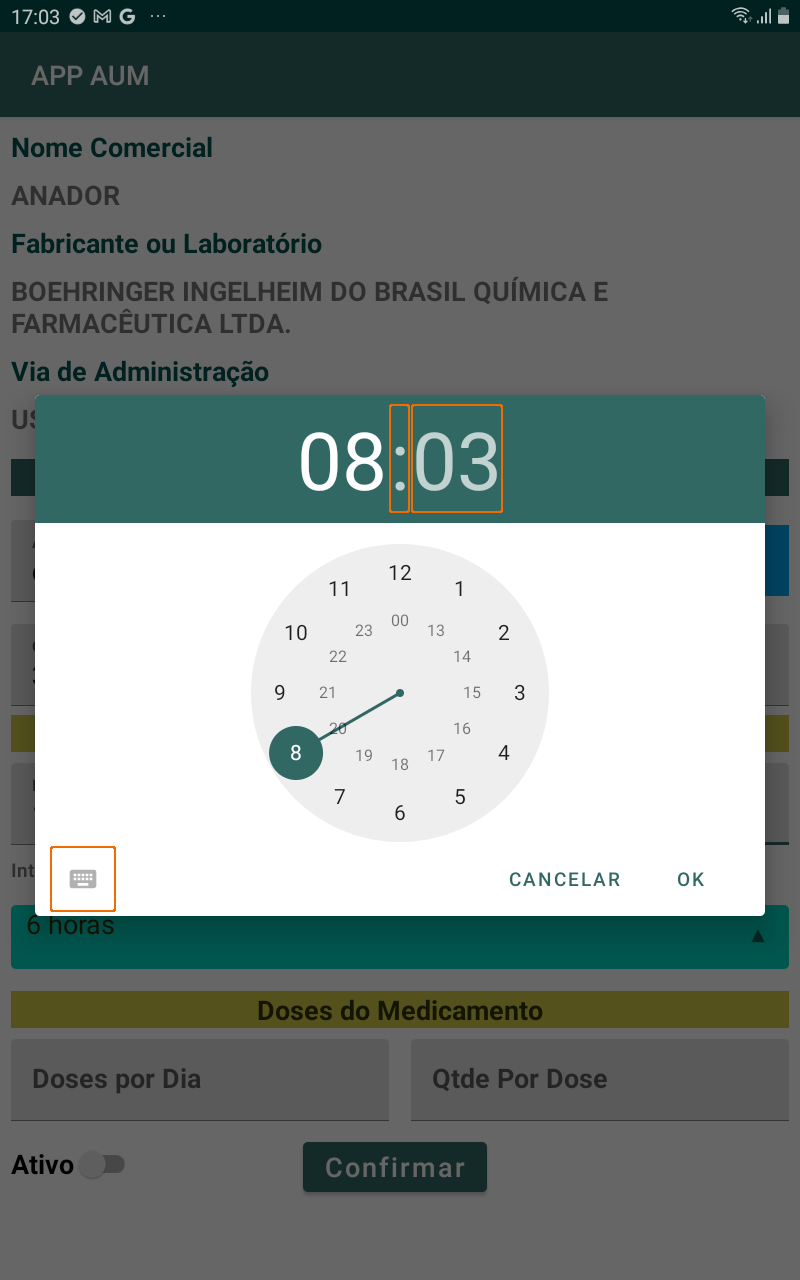 17:03
APP AUM
Nome Comercial
ANADOR
Fabricante ou Laboratório
BOEHRINGER INGELHEIM DO BRASIL QUÍMICA E
FARMACÊUTICA LTDA.
Via de Administração
08:03
12
11
1
10
2
9
3
8
4
7
5
6
00
23
13
22
14
21
15
20
16
19
17
18
CANCELAR
OK
6 horas
Doses do Medicamento
Doses por Dia
Qtde Por Dose
Ativo
Confirmar